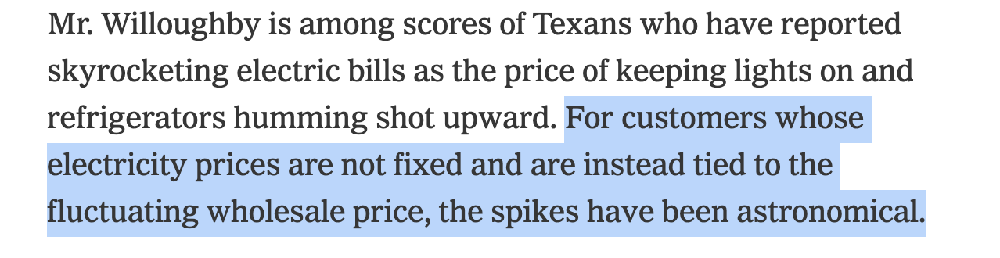 Mr. Willoughby is among scores of Texans who have reported
skyrocketing electric bills as the price of keeping lights on and
refrigerators humming shot upward. For customers whose
electricity prices are not fixed and are instead tied to the
fluctuating wholesale price, the spikes have been astronomical.